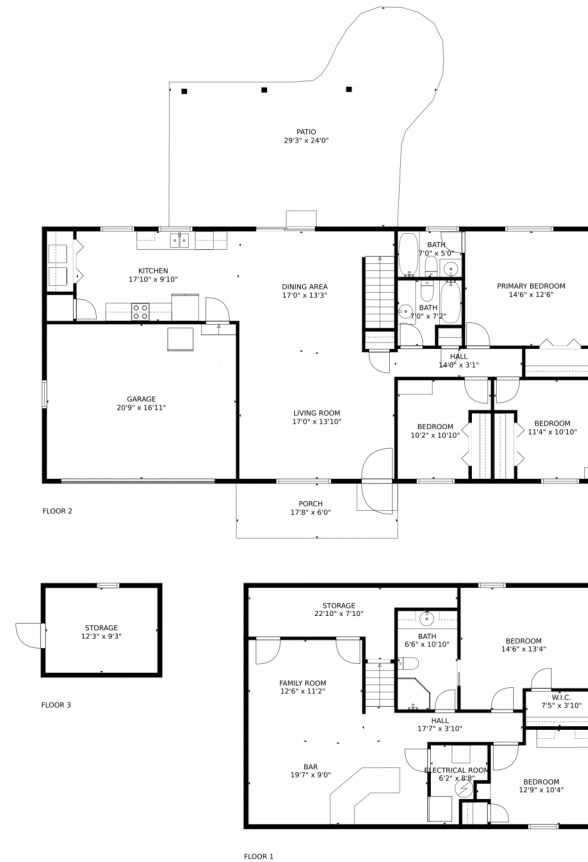 PATIO
29'3" x 24'0"
BATH
7'0" x 5'0"
KITCHEN
17'10" x 9'10"
DINING AREA
17'0" x 13'3"
PRIMARY BEDROOM
14'6" x 12'6"
BATH
7'0" x 7'2"
HALL
14'0" x 3'1"
GARAGE
20'9" x 16'11"
LIVING ROOM
17'0" x 13'10"
BEDROOM
10'2" x 10'10"
BEDROOM
11'4" x 10'10"
PORCH
17'8" x 6'0"
FLOOR 2
STORAGE
12'3" x 9'3"
FLOOR 3
STORAGE
22'10" x 7'10"
BATH
6'6" x 10'10"
BEDROOM
14'6" x 13'4"
FAMILY ROOM
12'6" x 11'2"
W.I.C.
7'5" x 3'10"
HALL
17'7" x 3'10"
BAR
19'7" x 9'0"
ELECTRICAL ROOM
6'2" x 8'8"
BEDROOM
12'9" x 10'4"
FLOOR 1